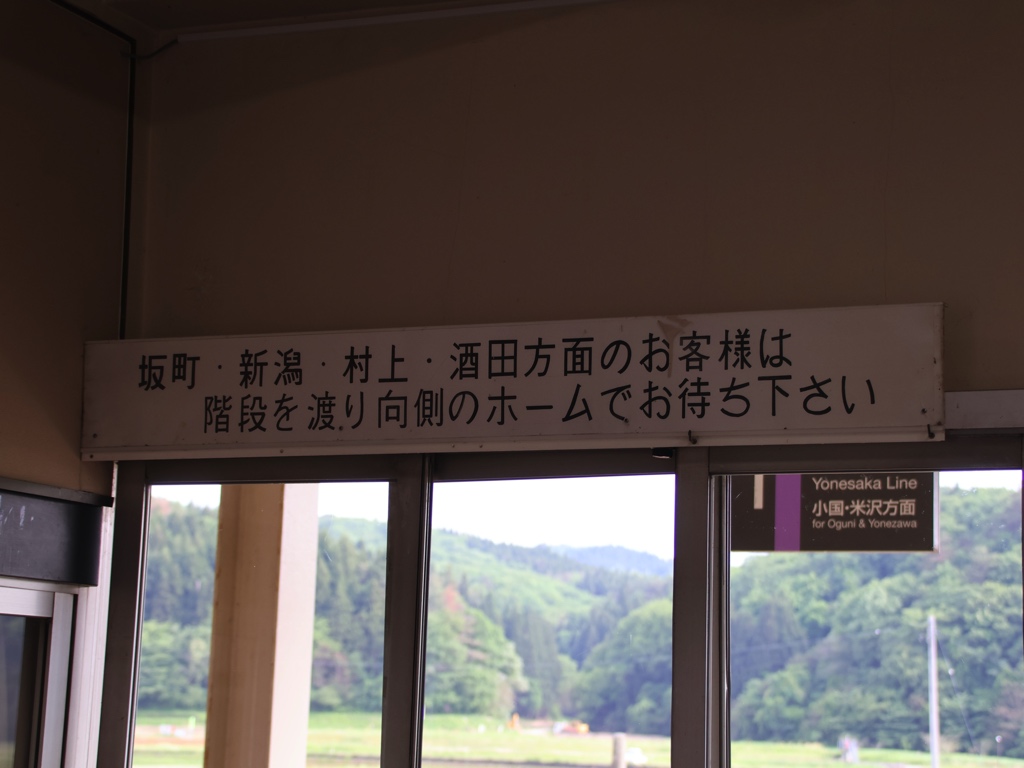 坂町・新潟・村上・酒田方面のお客様は
階段を渡り向側のホームでお待ち下さい
Yonesaka Line
小国・米沢方面
for Oguni & Yonezawa